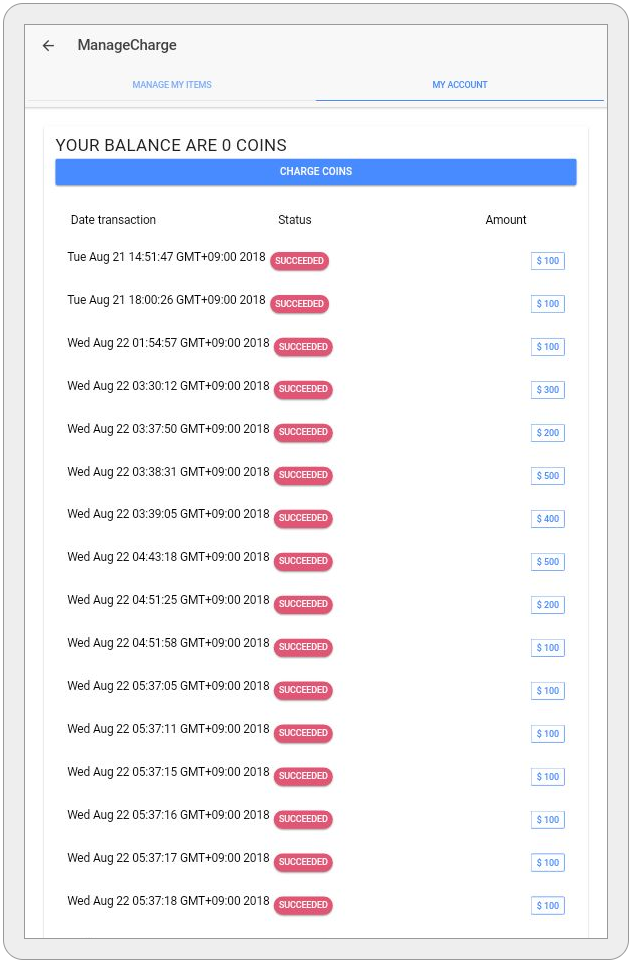 ManageCharge
MANAGE MY ITEMS MY ACCOUNT
YOUR BALANCE ARE 0 COINS
CHARGE COINS
Date transaction Status Amount
Tue Aug 21 14:51:47 GMT+09:00 2018 SUCCEEDED $ 100
Tue Aug 21 18:00:26 GMT+09:00 2018 SUCCEEDED $ 100
Wed Aug 22 01:54:57 GMT+09:00 2018 SUCCEEDED $ 100
Wed Aug 22 03:30:12 GMT+09:00 2018 SUCCEEDED $ 300
Wed Aug 22 03:37:50 GMT+09:00 2018 SUCCEEDED $ 200
Wed Aug 22 03:38:31 GMT+09:00 2018 SUCCEEDED $ 500
Wed Aug 22 03:39:05 GMT+09:00 2018 SUCCEEDED $ 400
Wed Aug 22 04:43:18 GMT+09:00 2018 SUCCEEDED $ 500
Wed Aug 22 04:51:25 GMT+09:00 2018 SUCCEEDED $ 200
Wed Aug 22 04:51:58 GMT+09:00 2018 SUCCEEDED $ 100
Wed Aug 22 05:37:05 GMT+09:00 2018 SUCCEEDED $ 100
Wed Aug 22 05:37:11 GMT+09:00 2018 SUCCEEDED $ 100
Wed Aug 22 05:37:15 GMT+09:00 2018 SUCCEEDED $ 100
Wed Aug 22 05:37:16 GMT+09:00 2018 SUCCEEDED $ 100
Wed Aug 22 05:37:17 GMT+09:00 2018 SUCCEEDED $ 100
Wed Aug 22 05:37:18 GMT+09:00 2018 SUCCEEDED $ 100